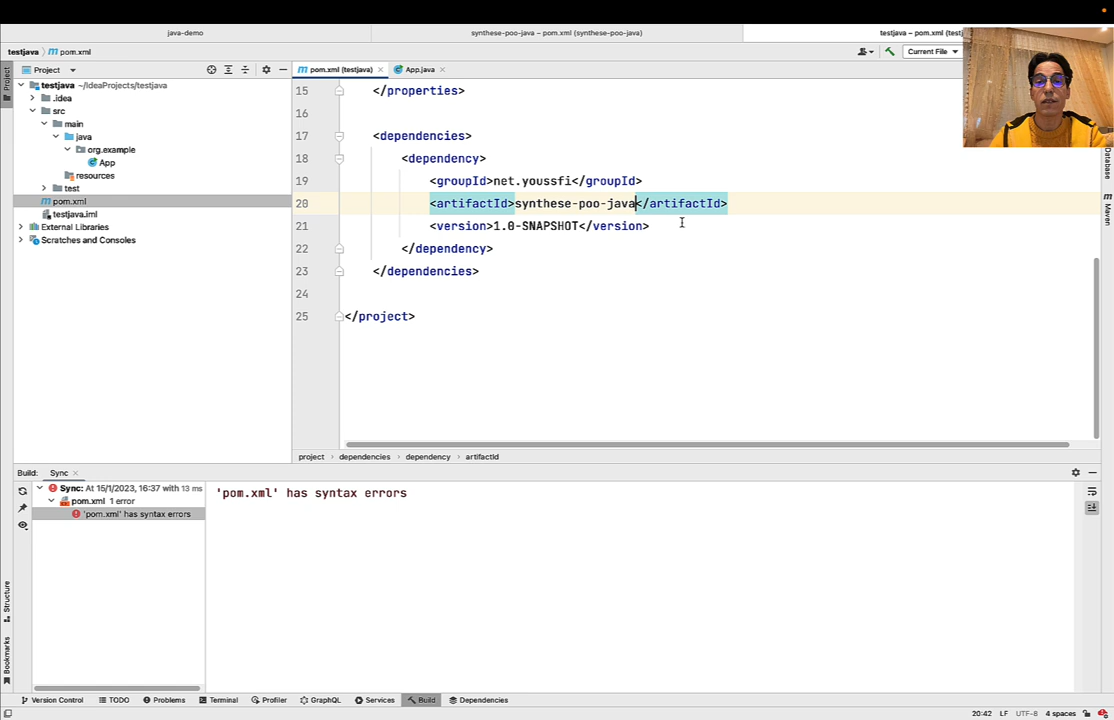 java-demo
synthese-poo-java – pom.xml (synthese-poo-java)
testjava – pom.xml (testj
testjava
pom.xml
Current File
Project
Project
pom.xml (testjava)
App.java
testjava ~/IdeaProjects/testjava
.idea
src
main
java
org.example
App
resources
test
pom.xml
testjava.iml
External Libraries
Scratches and Consoles
15 </properties>
16
17 <dependencies>
18 <dependency>
19 <groupId>net.youssfi</groupId>
20 <artifactId>synthese-poo-java</artifactId>
21 <version>1.0-SNAPSHOT</version>
22 </dependency>
23 </dependencies>
24
25 </project>
Database
Maven
project
dependencies
dependency
artifactId
Build:
Sync
Sync: At 15/1/2023, 16:37 with 13 ms
pom.xml 1 error
'pom.xml' has syntax errors
'pom.xml' has syntax errors
Structure
Bookmarks
Version Control
TODO
Problems
Terminal
Profiler
GraphQL
Services
Build
Dependencies
20:42 LF UTF-8 4 spaces